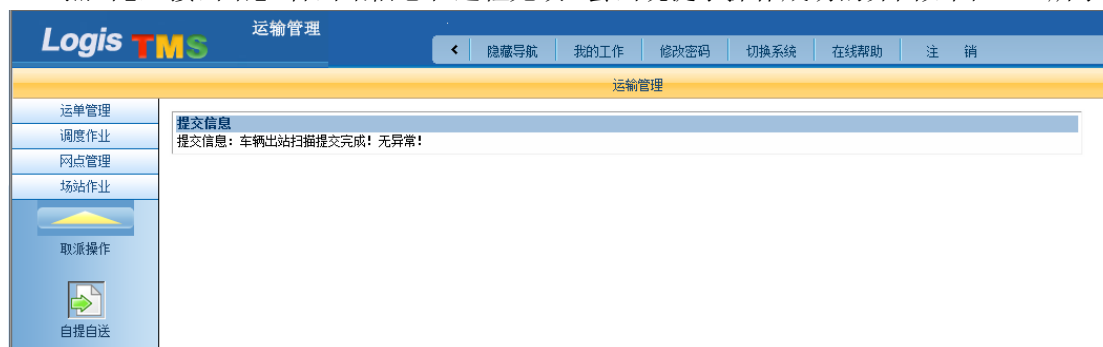 Logis TMS
运输管理
隐藏导航 我的工作 修改密码 切换系统 在线帮助 注 销
运输管理
运单管理
调度作业
网点管理
场站作业
取派操作
自提自送
提交信息
提交信息：车辆出站扫描提交完成！无异常！